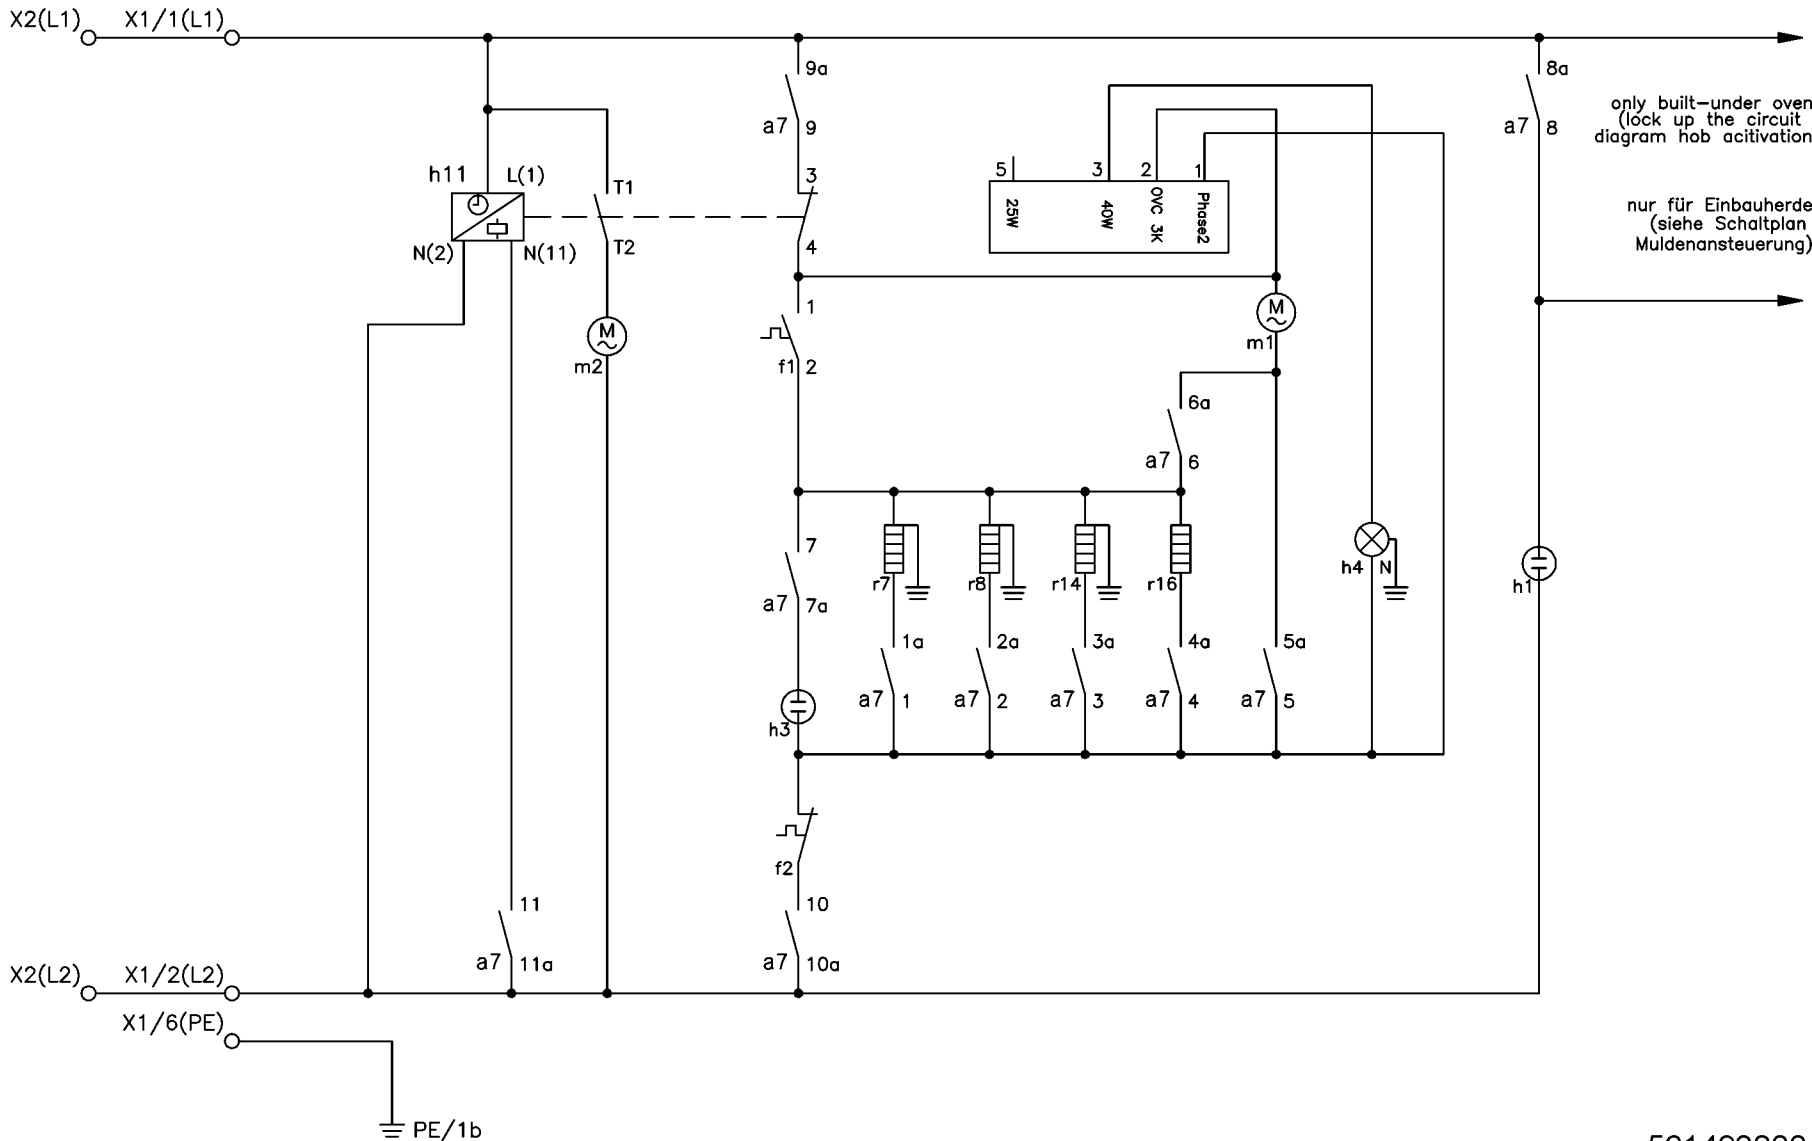 X2(L1) X1/1(L1)
9a
a7 9
3
4
8a
a7 8
only built-under oven
(lock up the circuit
diagram hob acitivation
nur für Einbauherde
(siehe Schaltplan
Muldenansteuerung)
5 3 2 1
25W 40W OVC 3K Phase2
h11 L(1)
N(2) N(11)
T1
T2
M
m2
1
f1 2
M
m1
6a
a7 6
7
a7 7a
h3
r7 r8 r14 r16
h4 N
h1
1a 2a 3a 4a 5a
a7 1 a7 2 a7 3 a7 4 a7 5
f2
11
a7 11a
10
a7 10a
X2(L2) X1/2(L2)
X1/6(PE)
PE/1b